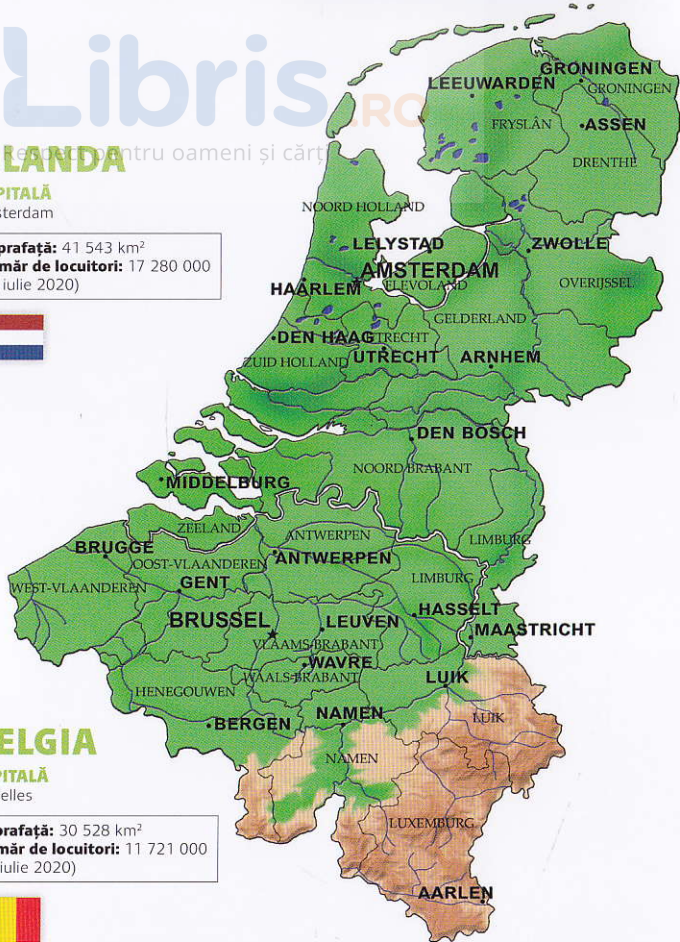 Libris.RO
Respect pentru oameni și cărți
LANDA
PITALĂ
sterdam
prafață: 41 543 km²
măr de locuitori: 17 280 000
iulie 2020)
GRONINGEN
LEEUWARDEN
GRONINGEN
FRYSLÂN
ASSEN
DRENTHE
NOORD HOLLAND
LELYSTAD
ZWOLLE
AMSTERDAM
HAARLEM
ELEVOLAND
OVERIJSSEL
GELDERLAND
DEN HAAG
UTRECHT
ZUID HOLLAND
UTRECHT
ARNHEM
DEN BOSCH
NOORD BRABANT
MIDDELBURG
ZEELAND
ANTWERPEN
LIMBURG
BRUGGE
OOST-VLAANDEREN
ANTWERPEN
WEST-VLAANDEREN
GENT
LIMBURG
HASSELT
BRUSSEL
LEUVEN
MAASTRICHT
VLAAMS-BRABANT
WAVRE
WAALS-BRABANT
LUIK
HENEGOUWEN
BERGEN
NAMEN
LUIK
NAMEN
ELGIA
PITALĂ
elles
prafață: 30 528 km²
măr de locuitori: 11 721 000
iulie 2020)
LUXEMBURG
AARLEN